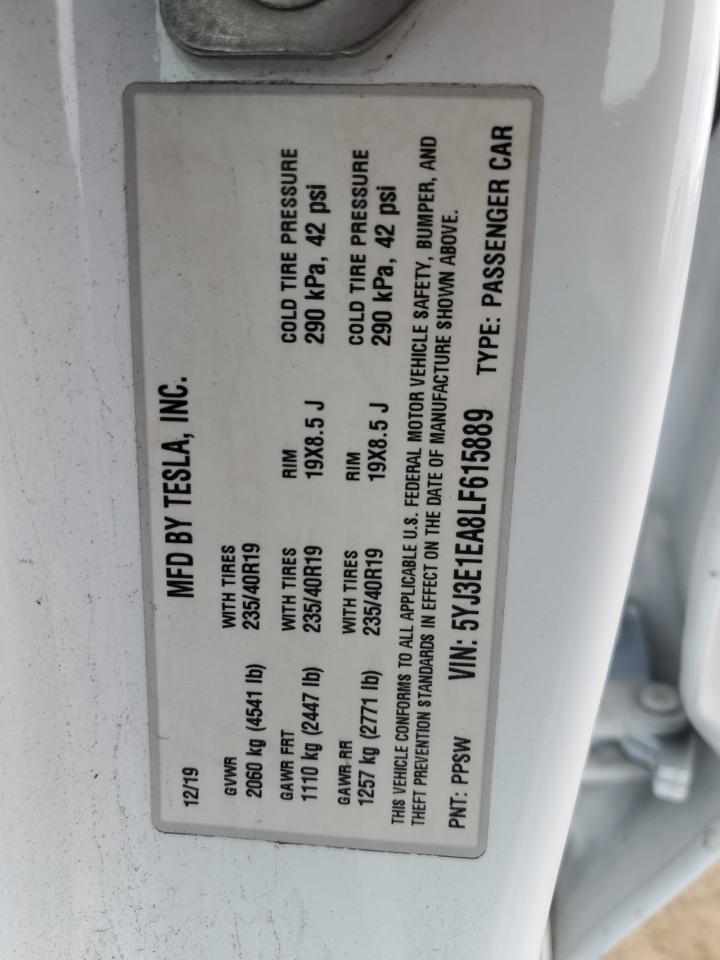 MFD BY TESLA, INC.
12/19
GVWR WITH TIRES
2060 kg (4541 lb) 235/40R19
GAWR FRT WITH TIRES RIM COLD TIRE PRESSURE
1110 kg (2447 lb) 235/40R19 19X8.5 J 290 kPa, 42 psi
GAWR RR WITH TIRES RIM COLD TIRE PRESSURE
1257 kg (2771 lb) 235/40R19 19X8.5 J 290 kPa, 42 psi
THIS VEHICLE CONFORMS TO ALL APPLICABLE U.S. FEDERAL MOTOR VEHICLE SAFETY, BUMPER, AND
THEFT PREVENTION STANDARDS IN EFFECT ON THE DATE OF MANUFACTURE SHOWN ABOVE.
PNT: PPSW VIN: 5YJ3E1EA8LF615889 TYPE: PASSENGER CAR